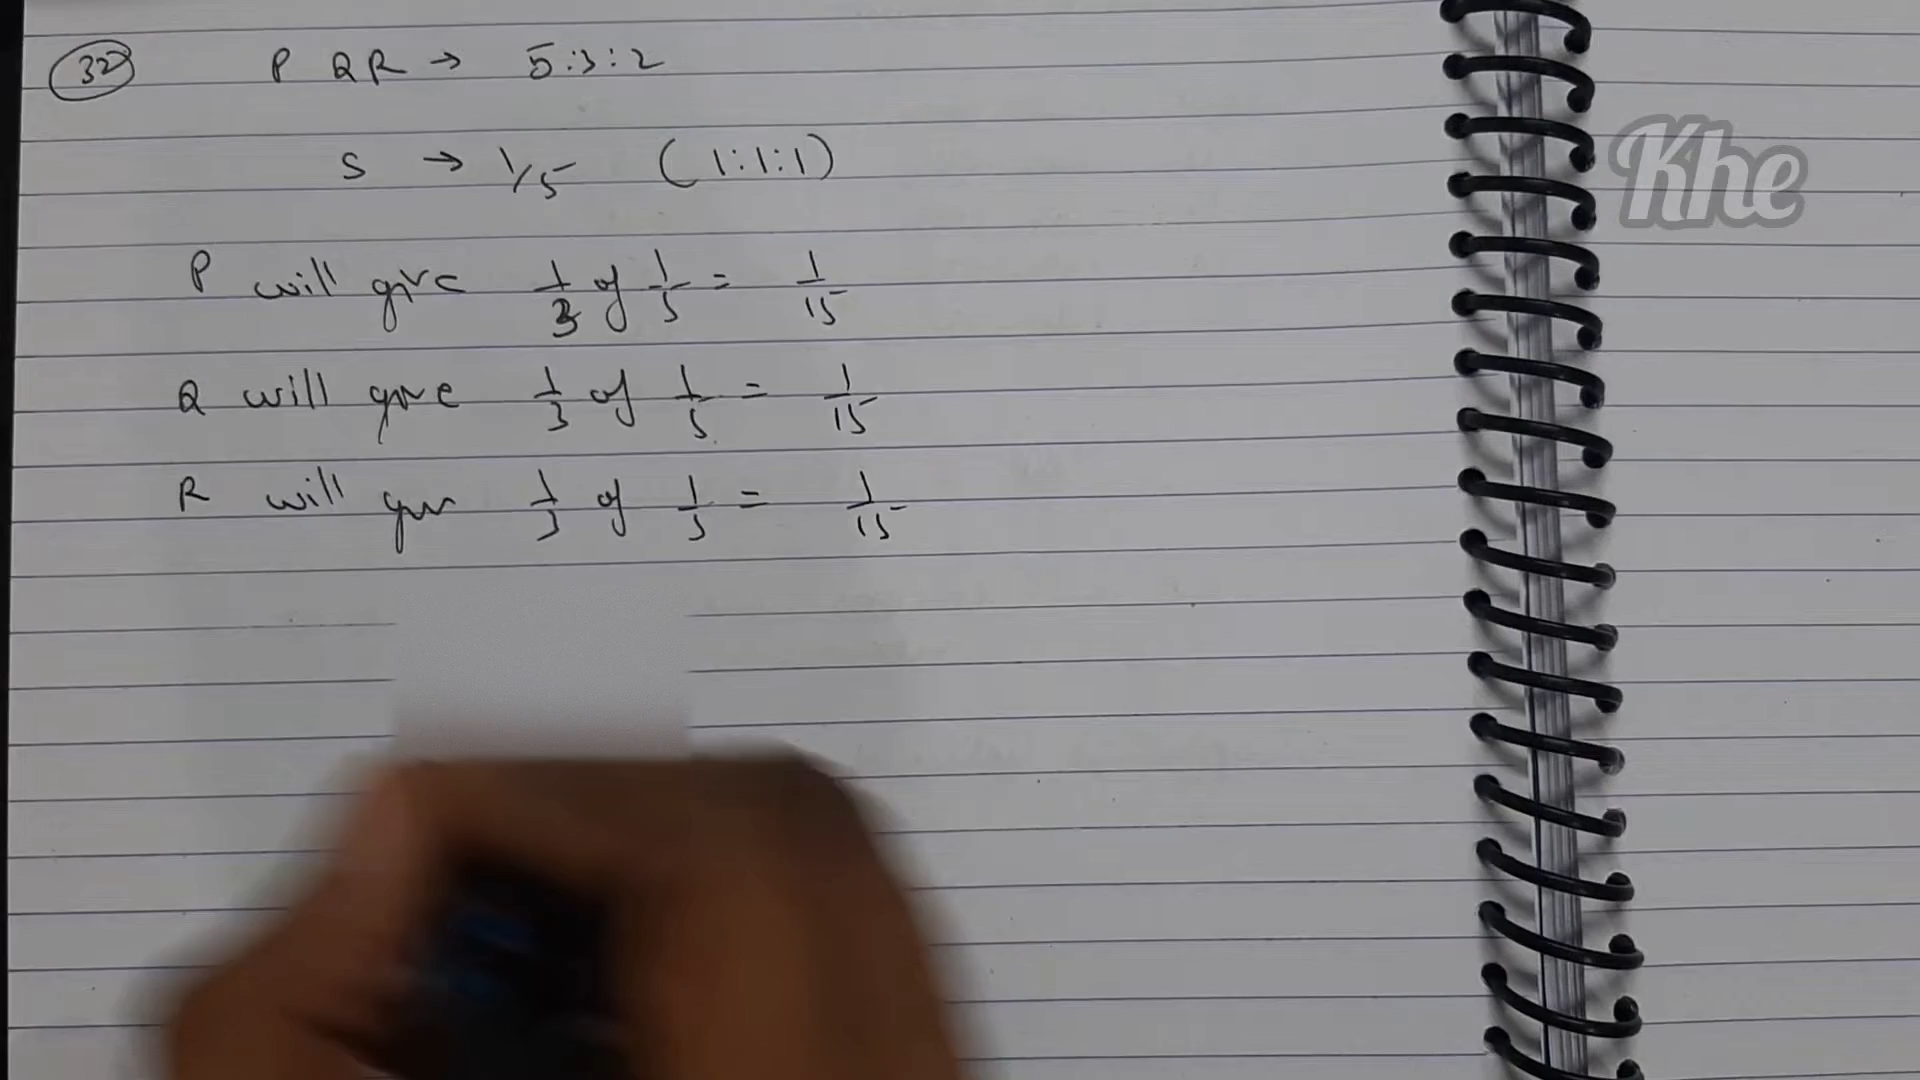 32 P Q R → 5:3:2
S → 1/5 (1:1:1)
P will give 1/3 of 1/5 = 1/15
Q will give 1/3 of 1/5 = 1/15
R will give 1/3 of 1/5 = 1/15
Khe